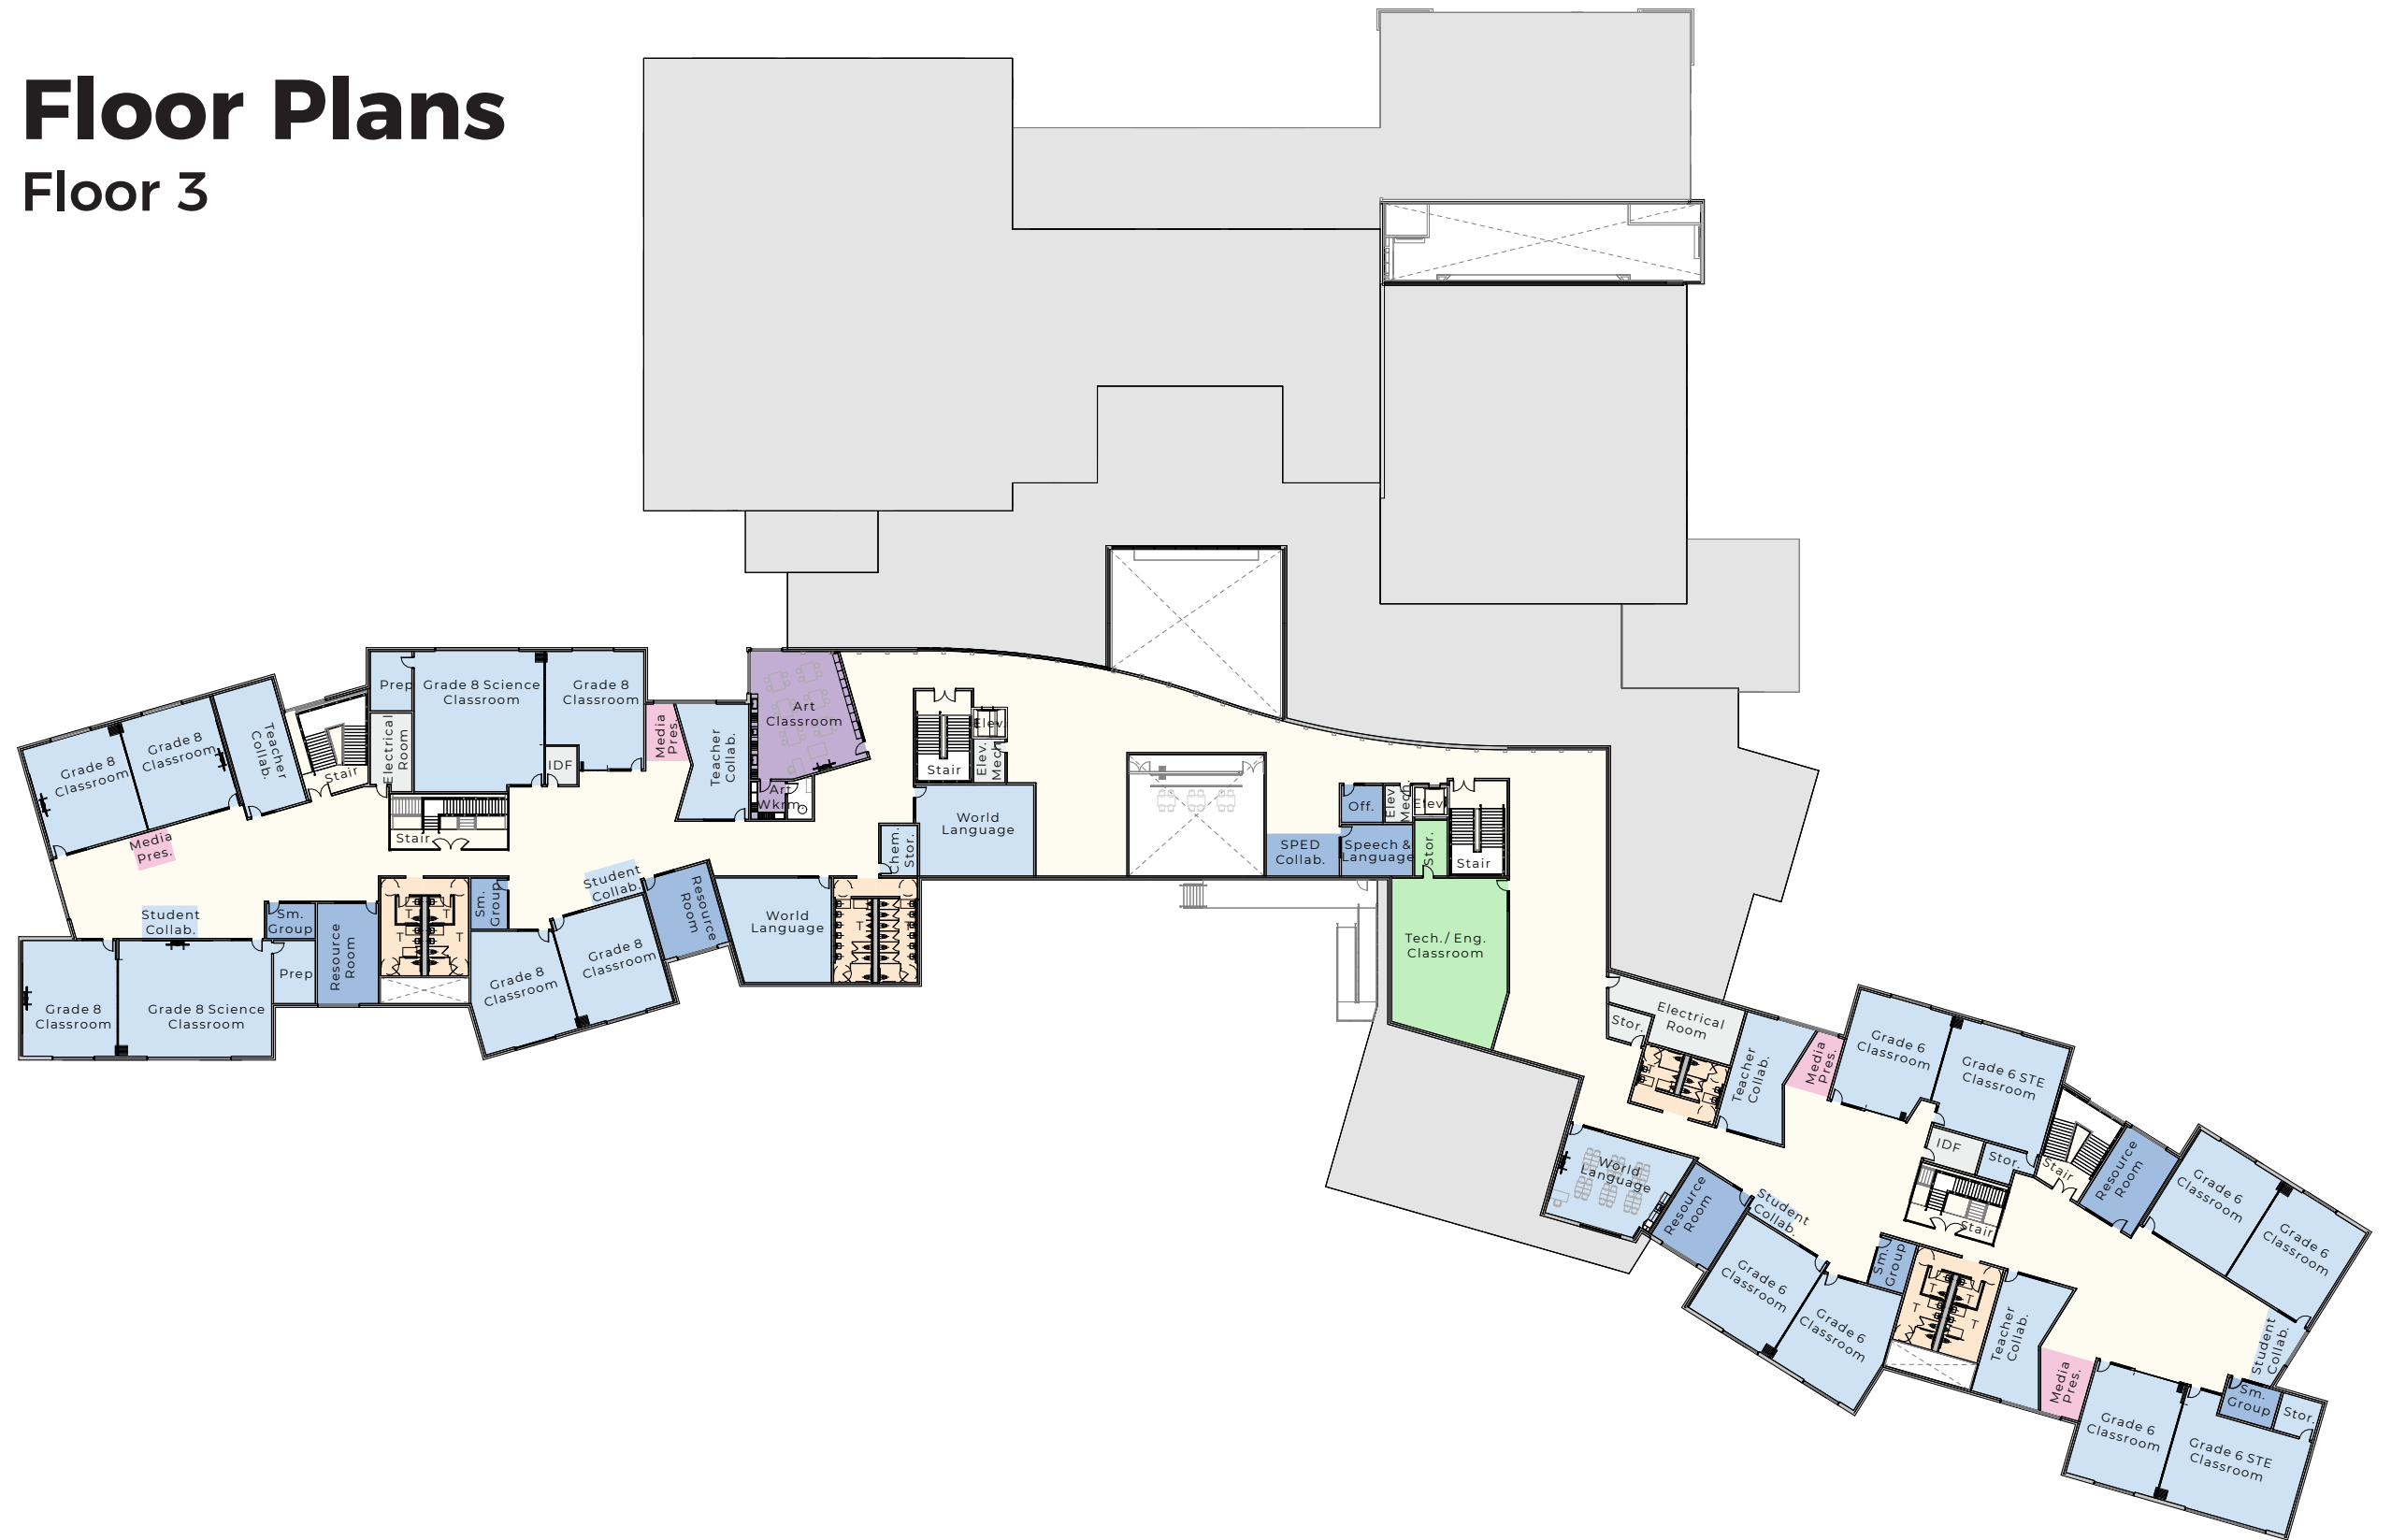 Floor Plans
Floor 3
Grade 8
Classroom
Grade 8
Classroom
Teacher
Collab.
Stair
Prep
Electrical
Room
Grade 8 Science
Classroom
Grade 8
Classroom
IDF
Media
Pres.
Teacher
Collab.
Art
Classroom
Art
Wkrm.
Stair
Elev.
Elev.
Mech.
World
Language
Chem.
Stor.
Stair
Media
Pres.
Student
Collab.
Sm.
Group
Resource
Room
T
T
T
T
Sm.
Group
Student
Collab.
Resource
Room
World
Language
T
T
Grade 8
Classroom
Grade 8 Science
Classroom
Prep
Grade 8
Classroom
Grade 8
Classroom
SPED
Collab.
Off.
Speech &
Language
Elev.
Mech.
Elev.
Stor.
Stair
Tech./ Eng.
Classroom
Electrical
Room
Stor.
Teacher
Collab.
Media
Pres.
Grade 6
Classroom
Grade 6 STE
Classroom
IDF
Stor.
Stair
Resource
Room
Grade 6
Classroom
Grade 6
Classroom
World
Language
Resource
Room
Student
Collab.
Stair
Sm.
Group
Grade 6
Classroom
Grade 6
Classroom
T
T
T
T
Teacher
Collab.
Media
Pres.
Student
Collab.
Sm.
Group
Stor.
Grade 6
Classroom
Grade 6 STE
Classroom